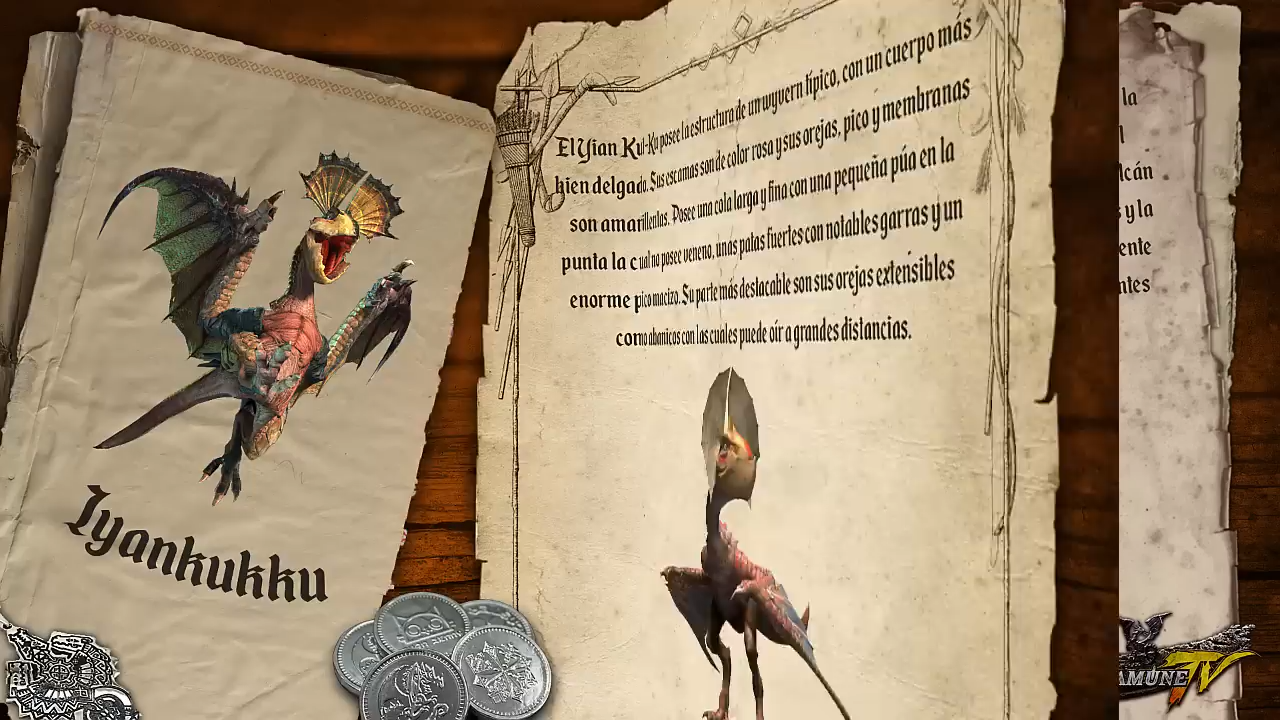 Iyankukku
El Yian Kut-Ku posee la estructura de un wyvern típico, con un cuerpo más
bien delgado. Sus escamas son de color rosa y sus orejas, pico y membranas
son amarillentas. Posee una cola larga y fina con una pequeña púa en la
punta la cual no posee veneno, unas patas fuertes con notables garras y un
enorme pico macizo. Su parte más destacable son sus orejas extensibles
como abanicos con las cuales puede oír a grandes distancias.
la
lcán
s y la
ente
ntes
AMUNE TV